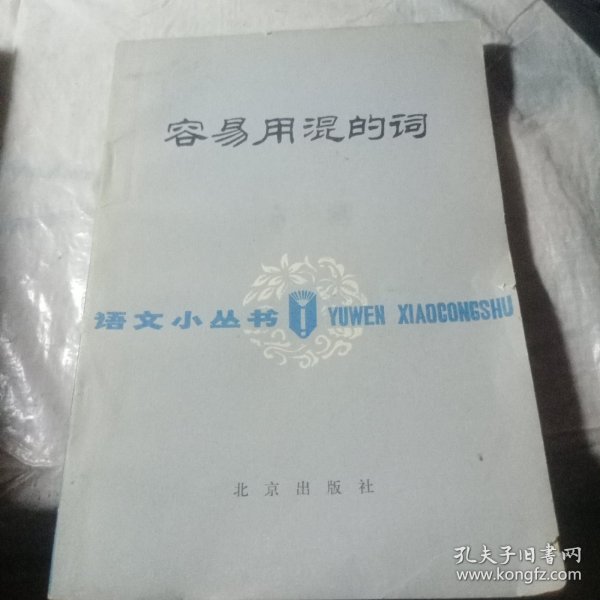 容易用混的词
语文小丛书 YUWEN XIAOCONGSHU
北京出版社
孔夫子旧书网
www.kongfz.com